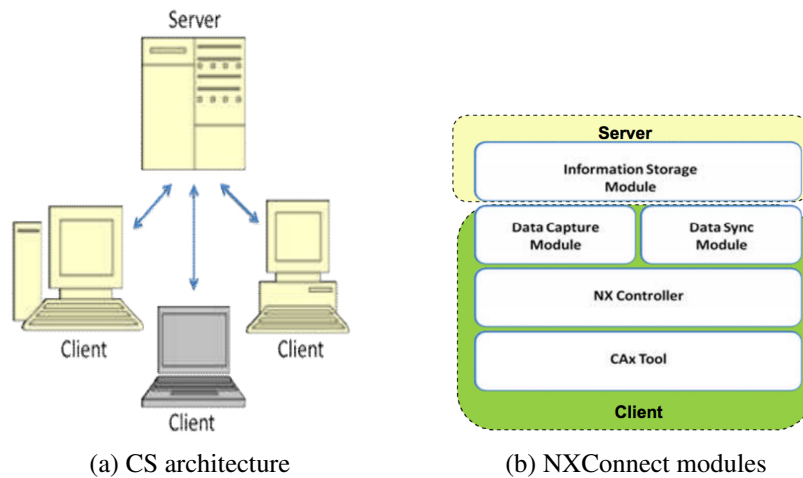 Server
Client
Client
Client
(a) CS architecture
Server
Information Storage
Module
Data Capture
Module
Data Sync
Module
NX Controller
CAx Tool
Client
(b) NXConnect modules